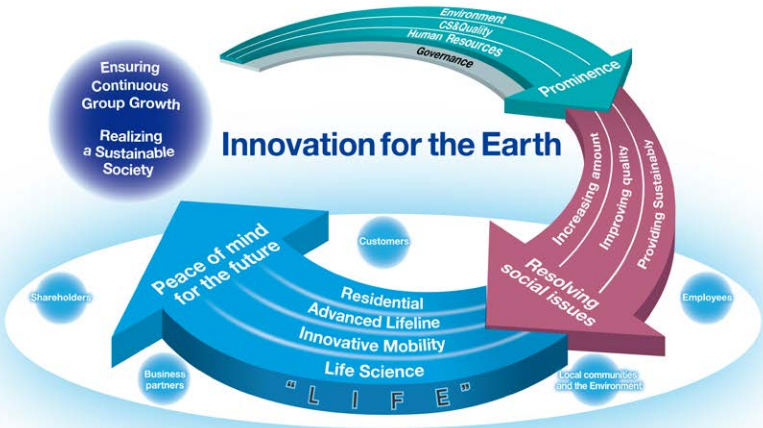 Environment
CS&Quality
Human Resources
Governance
Prominence
Ensuring
Continuous
Group Growth
Realizing
a Sustainable
Society
Innovation for the Earth
Increasing amount
Improving quality
Providing Sustainably
Resolving
social issues
Peace of mind
for the future
Customers
Shareholders
Employees
Residential
Advanced Lifeline
Innovative Mobility
Life Science
Business
partners
Local communities
and the Environment
"LIFE"